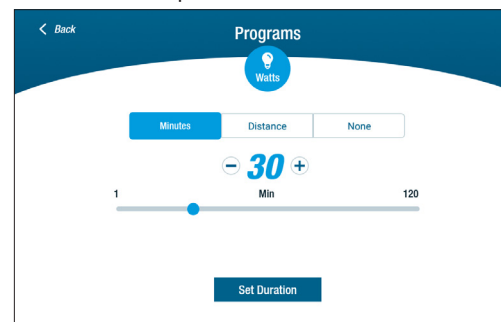 Back
Programs
Watts
Minutes Distance None
30
1 Min 120
Set Duration